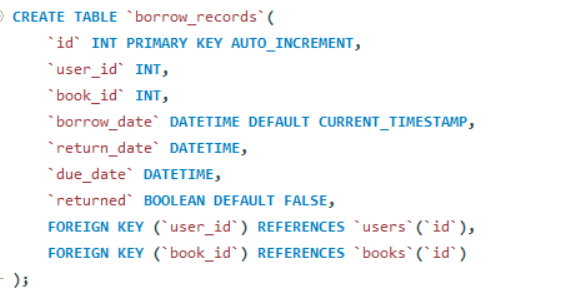 CREATE TABLE `borrow_records`(
`id` INT PRIMARY KEY AUTO_INCREMENT,
`user_id` INT,
`book_id` INT,
`borrow_date` DATETIME DEFAULT CURRENT_TIMESTAMP,
`return_date` DATETIME,
`due_date` DATETIME,
`returned` BOOLEAN DEFAULT FALSE,
FOREIGN KEY (`user_id`) REFERENCES `users`(`id`),
FOREIGN KEY (`book_id`) REFERENCES `books`(`id`)
);